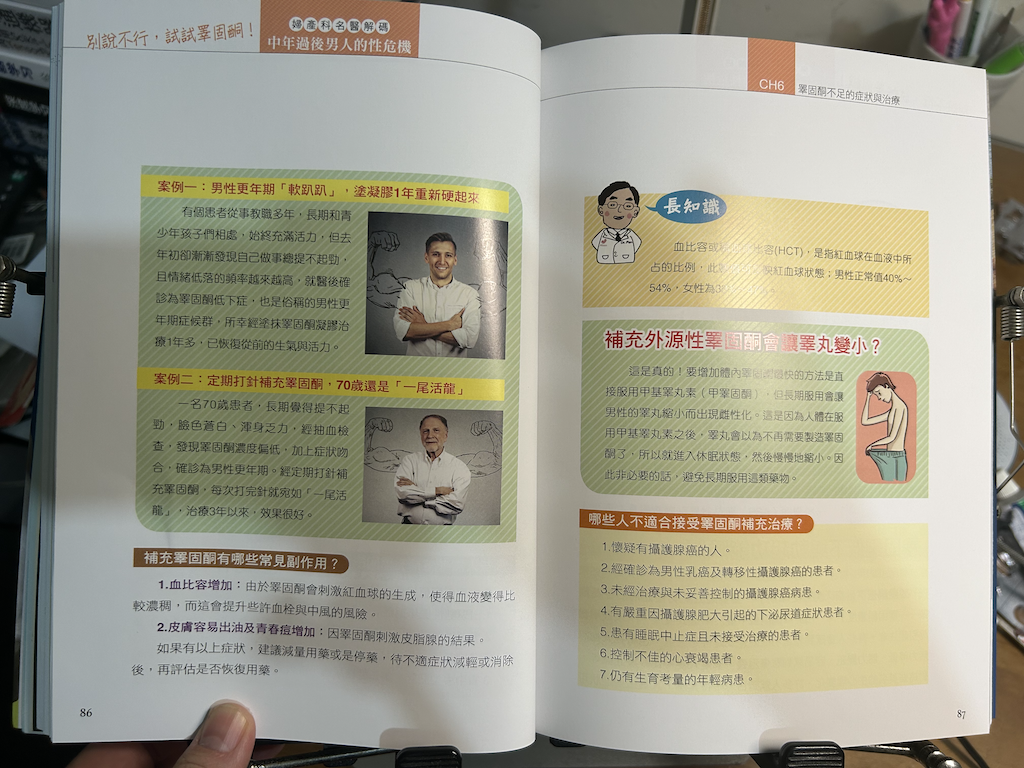 別說不行，試試睪固酮！
婦產科名醫解碼
中年過後男人的性危機
案例一：男性更年期「軟趴趴」，塗凝膠1年重新硬起來
有個患者從事教職多年，長期和青
少年孩子們相處，始終充滿活力，但去
年初卻漸漸發現自己做事總提不起勁，
且情緒低落的頻率越來越高，就醫後確
診為睪固酮低下症，也是俗稱的男性更
年期症候群，所幸經塗抹睪固酮凝膠治
療1年多，已恢復從前的生氣與活力。
案例二：定期打針補充睪固酮，70歲還是「一尾活龍」
一名70歲患者，長期覺得提不起
勁，臉色蒼白、渾身乏力，經抽血檢
查，發現睪固酮濃度偏低，加上症狀吻
合，確診為男性更年期。經定期打針補
充睪固酮，每次打完針就宛如「一尾活
龍」，治療3年以來，效果很好。
補充睪固酮有哪些常見副作用？
1.血比容增加：由於睪固酮會刺激紅血球的生成，使得血液變得比
較濃稠，而這會提升些許血栓與中風的風險。
2.皮膚容易出油及青春痘增加：因睪固酮刺激皮脂腺的結果。
如果有以上症狀，建議減量用藥或是停藥，待不適症狀減輕或消除
後，再評估是否恢復用藥。
86
CH6
睪固酮不足的症狀與治療
長知識
血比容或 比容(HCT)，是指紅血球在血液中所
占的比例，此 映紅血球狀態；男性正常值40%～
54%，女性為3
補充外源性睪固酮會讓睪丸變小？
這是真的！要增加體內睪固酮最快的方法是直
接服用甲基睪丸素（甲睪固酮），但長期服用會讓
男性的睪丸縮小而出現雌性化。這是因為人體在服
用甲基睪丸素之後，睪丸會以為不再需要製造睪固
酮了，所以就進入休眠狀態，然後慢慢地縮小。因
此非必要的話，避免長期服用這類藥物。
哪些人不適合接受睪固酮補充治療？
1.懷疑有攝護腺癌的人。
2.經確診為男性乳癌及轉移性攝護腺癌的患者。
3.未經治療與未妥善控制的攝護腺癌病患。
4.有嚴重因攝護腺肥大引起的下泌尿道症狀患者。
5.患有睡眠中止症且未接受治療的患者。
6.控制不佳的心衰竭患者。
7.仍有生育考量的年輕病患。
87